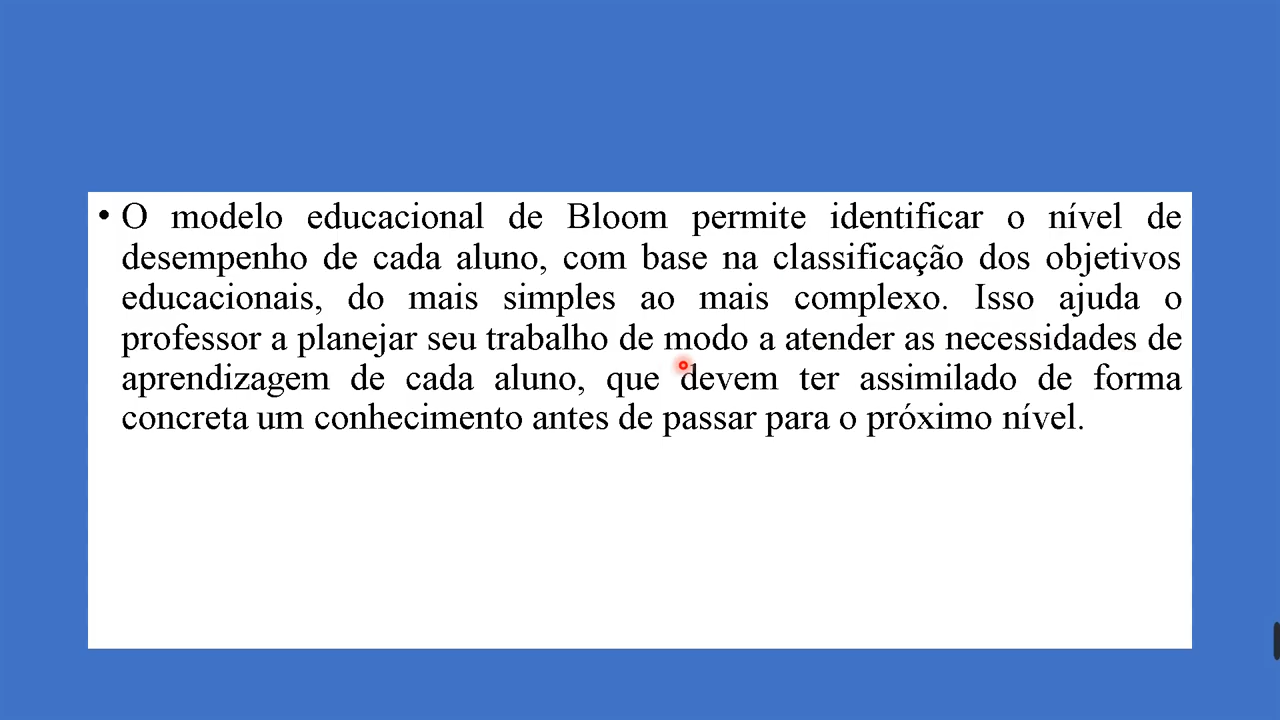 • O modelo educacional de Bloom permite identificar o nível de
desempenho de cada aluno, com base na classificação dos objetivos
educacionais, do mais simples ao mais complexo. Isso ajuda o
professor a planejar seu trabalho de modo a atender as necessidades de
aprendizagem de cada aluno, que devem ter assimilado de forma
concreta um conhecimento antes de passar para o próximo nível.